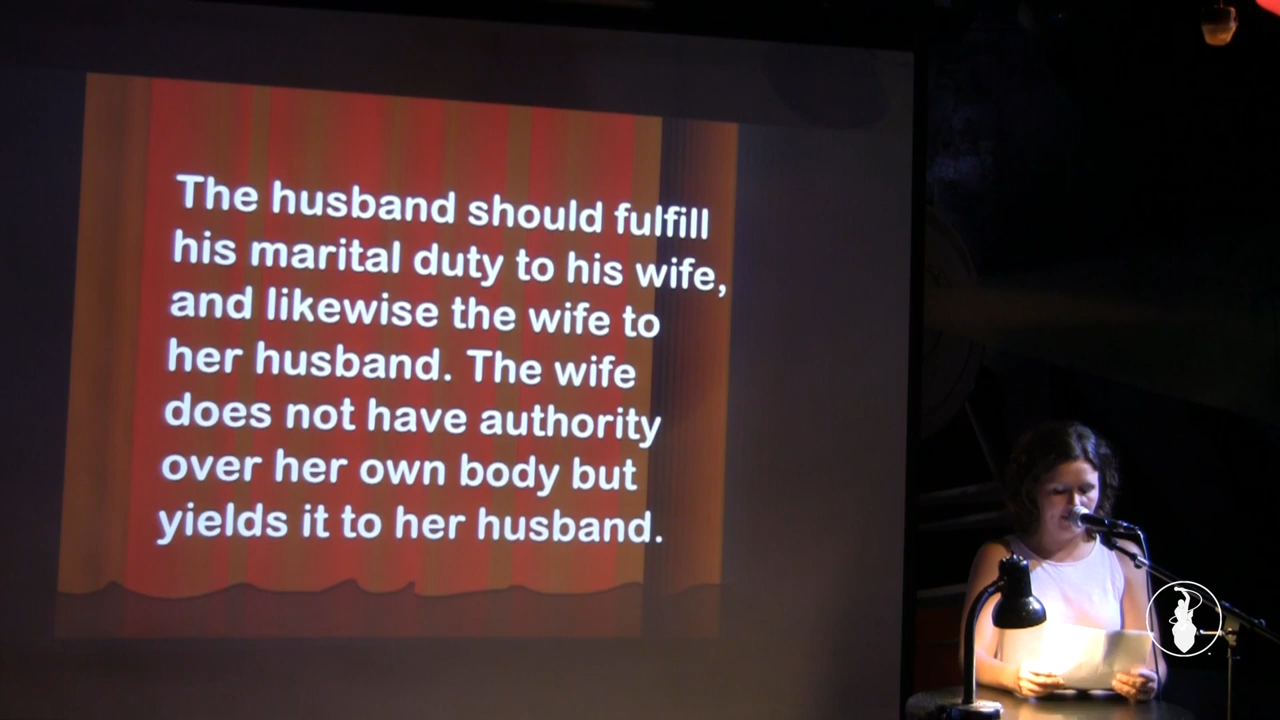 The husband should fulfill
his marital duty to his wife,
and likewise the wife to
her husband. The wife
does not have authority
over her own body but
yields it to her husband.